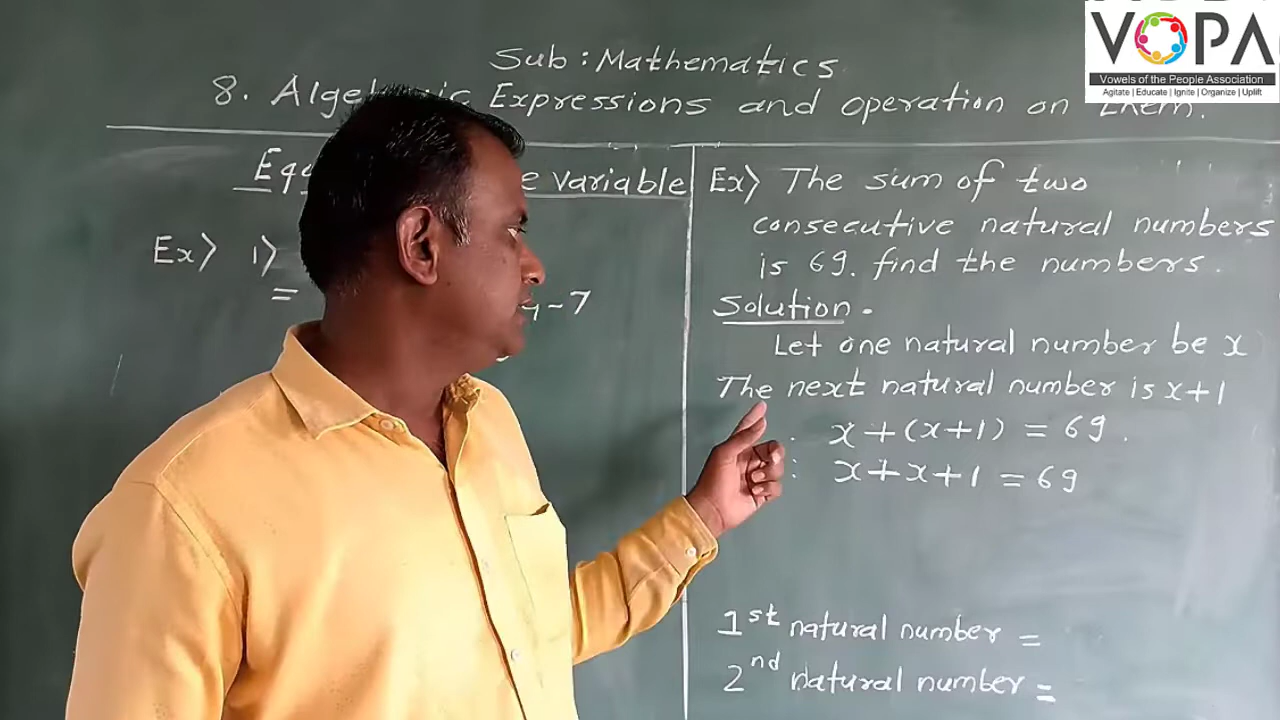 VOPA
Vowels of the People Association
Agitate | Educate | Ignite | Organize | Uplift
Sub : Mathematics
8. Expressions and operation on them.
variable
Ex> 1>
=
-7
Ex> The sum of two
consecutive natural numbers
is 69. find the numbers.
Solution.
Let one natural number be x
The next natural number is x+1
x+(x+1) = 69.
x+x+1 = 69
1st natural number =
2nd natural number =